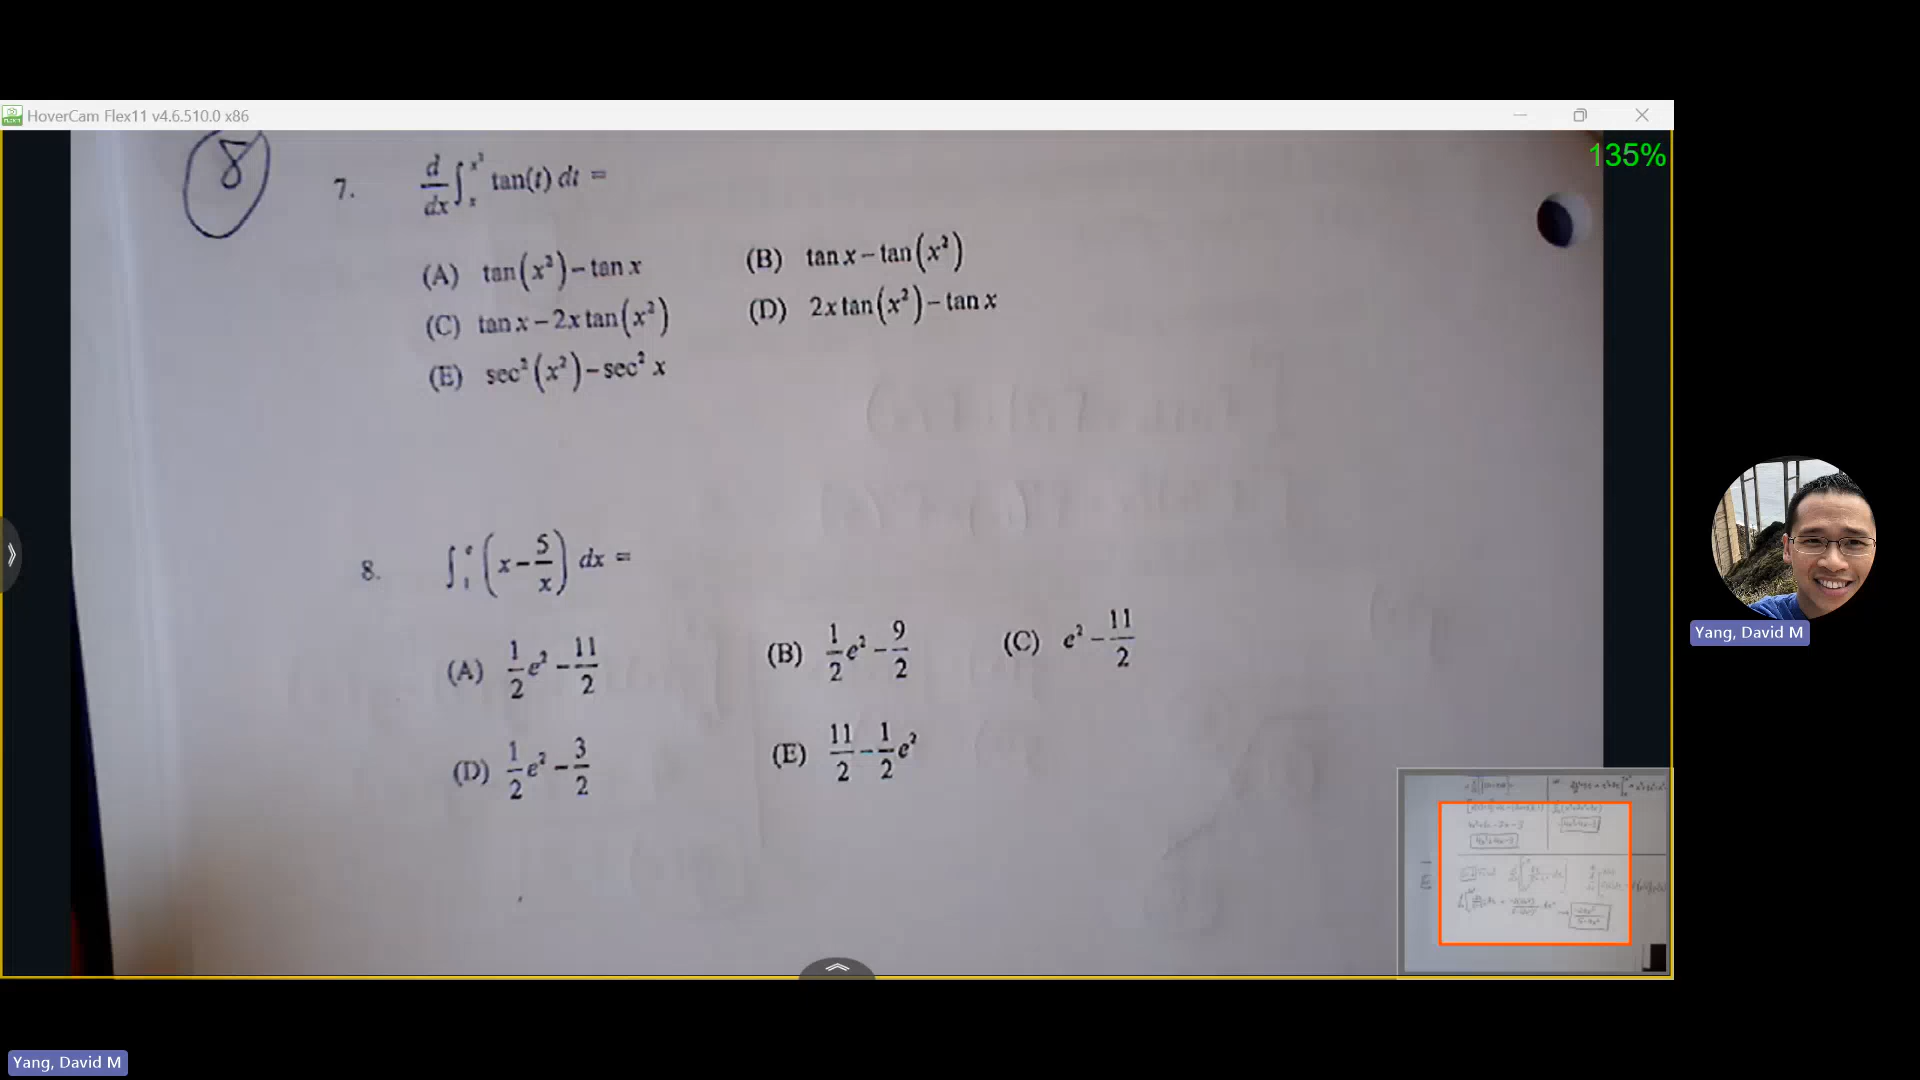 HoverCam Flex11 v4.6.510.0 x86
135%
8
7. d/dx ∫_x^{x²} tan(t) dt =
(A) tan(x²) − tan x (B) tan x − tan(x²)
(C) tan x − 2x tan(x²) (D) 2x tan(x²) − tan x
(E) sec²(x²) − sec² x
8. ∫_1^e (x − 5/x) dx =
(A) 1/2 e² − 11/2 (B) 1/2 e² − 9/2 (C) e² − 11/2
(D) 1/2 e² − 3/2 (E) 11/2 − 1/2 e²
Yang, David M
Yang, David M